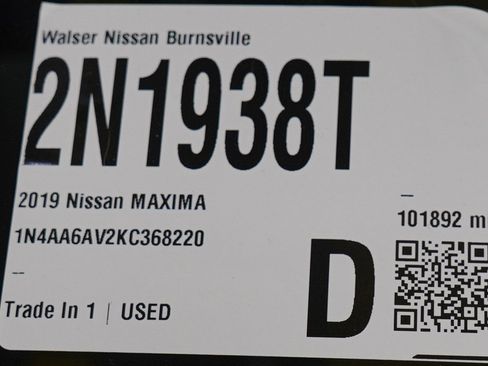 Walser Nissan Burnsville
2N1938T
2019 Nissan MAXIMA
1N4AA6AV2KC368220
--
Trade In 1 | USED
D
--
101892 m